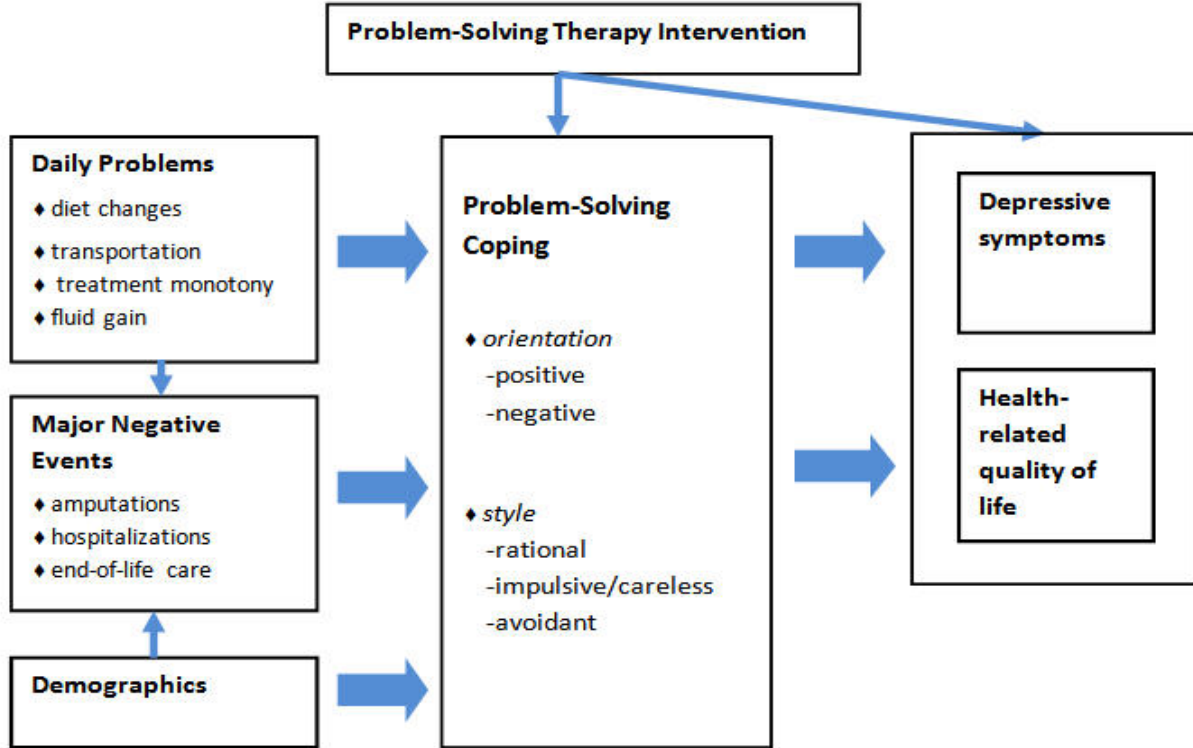 Problem-Solving Therapy Intervention
Daily Problems
♦ diet changes
♦ transportation
♦ treatment monotony
♦ fluid gain
Major Negative
Events
♦ amputations
♦ hospitalizations
♦ end-of-life care
Demographics
Problem-Solving
Coping
♦ orientation
-positive
-negative
♦ style
-rational
-impulsive/careless
-avoidant
Depressive
symptoms
Health-
related
quality of
life